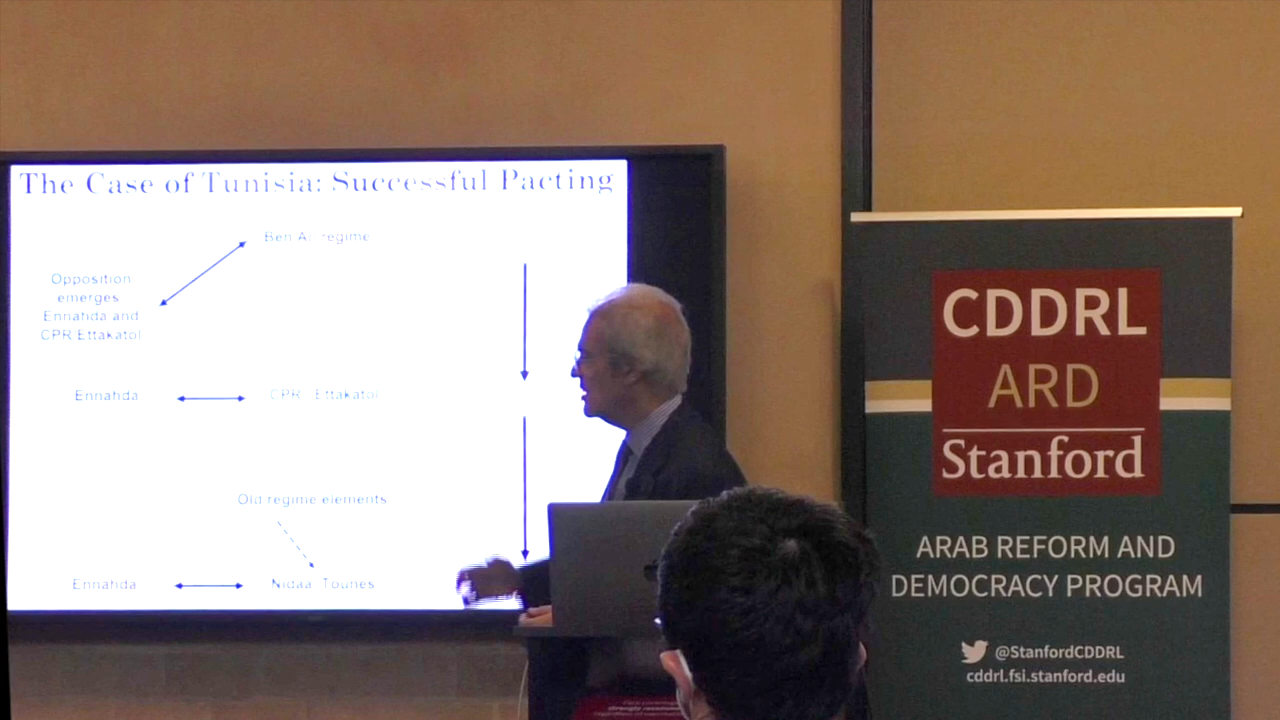 The Case of Tunisia: Successful Pacting
Ben A regime
Opposition
emerges
Ennahda and
CPR Ettakatol
Ennahda
CPR Ettakatol
Old regime elements
Ennahda
Nidaa Tounes
CDDRL
ARD
Stanford
ARAB REFORM AND
DEMOCRACY PROGRAM
@StanfordCDDRL
cddrl.fsi.stanford.edu